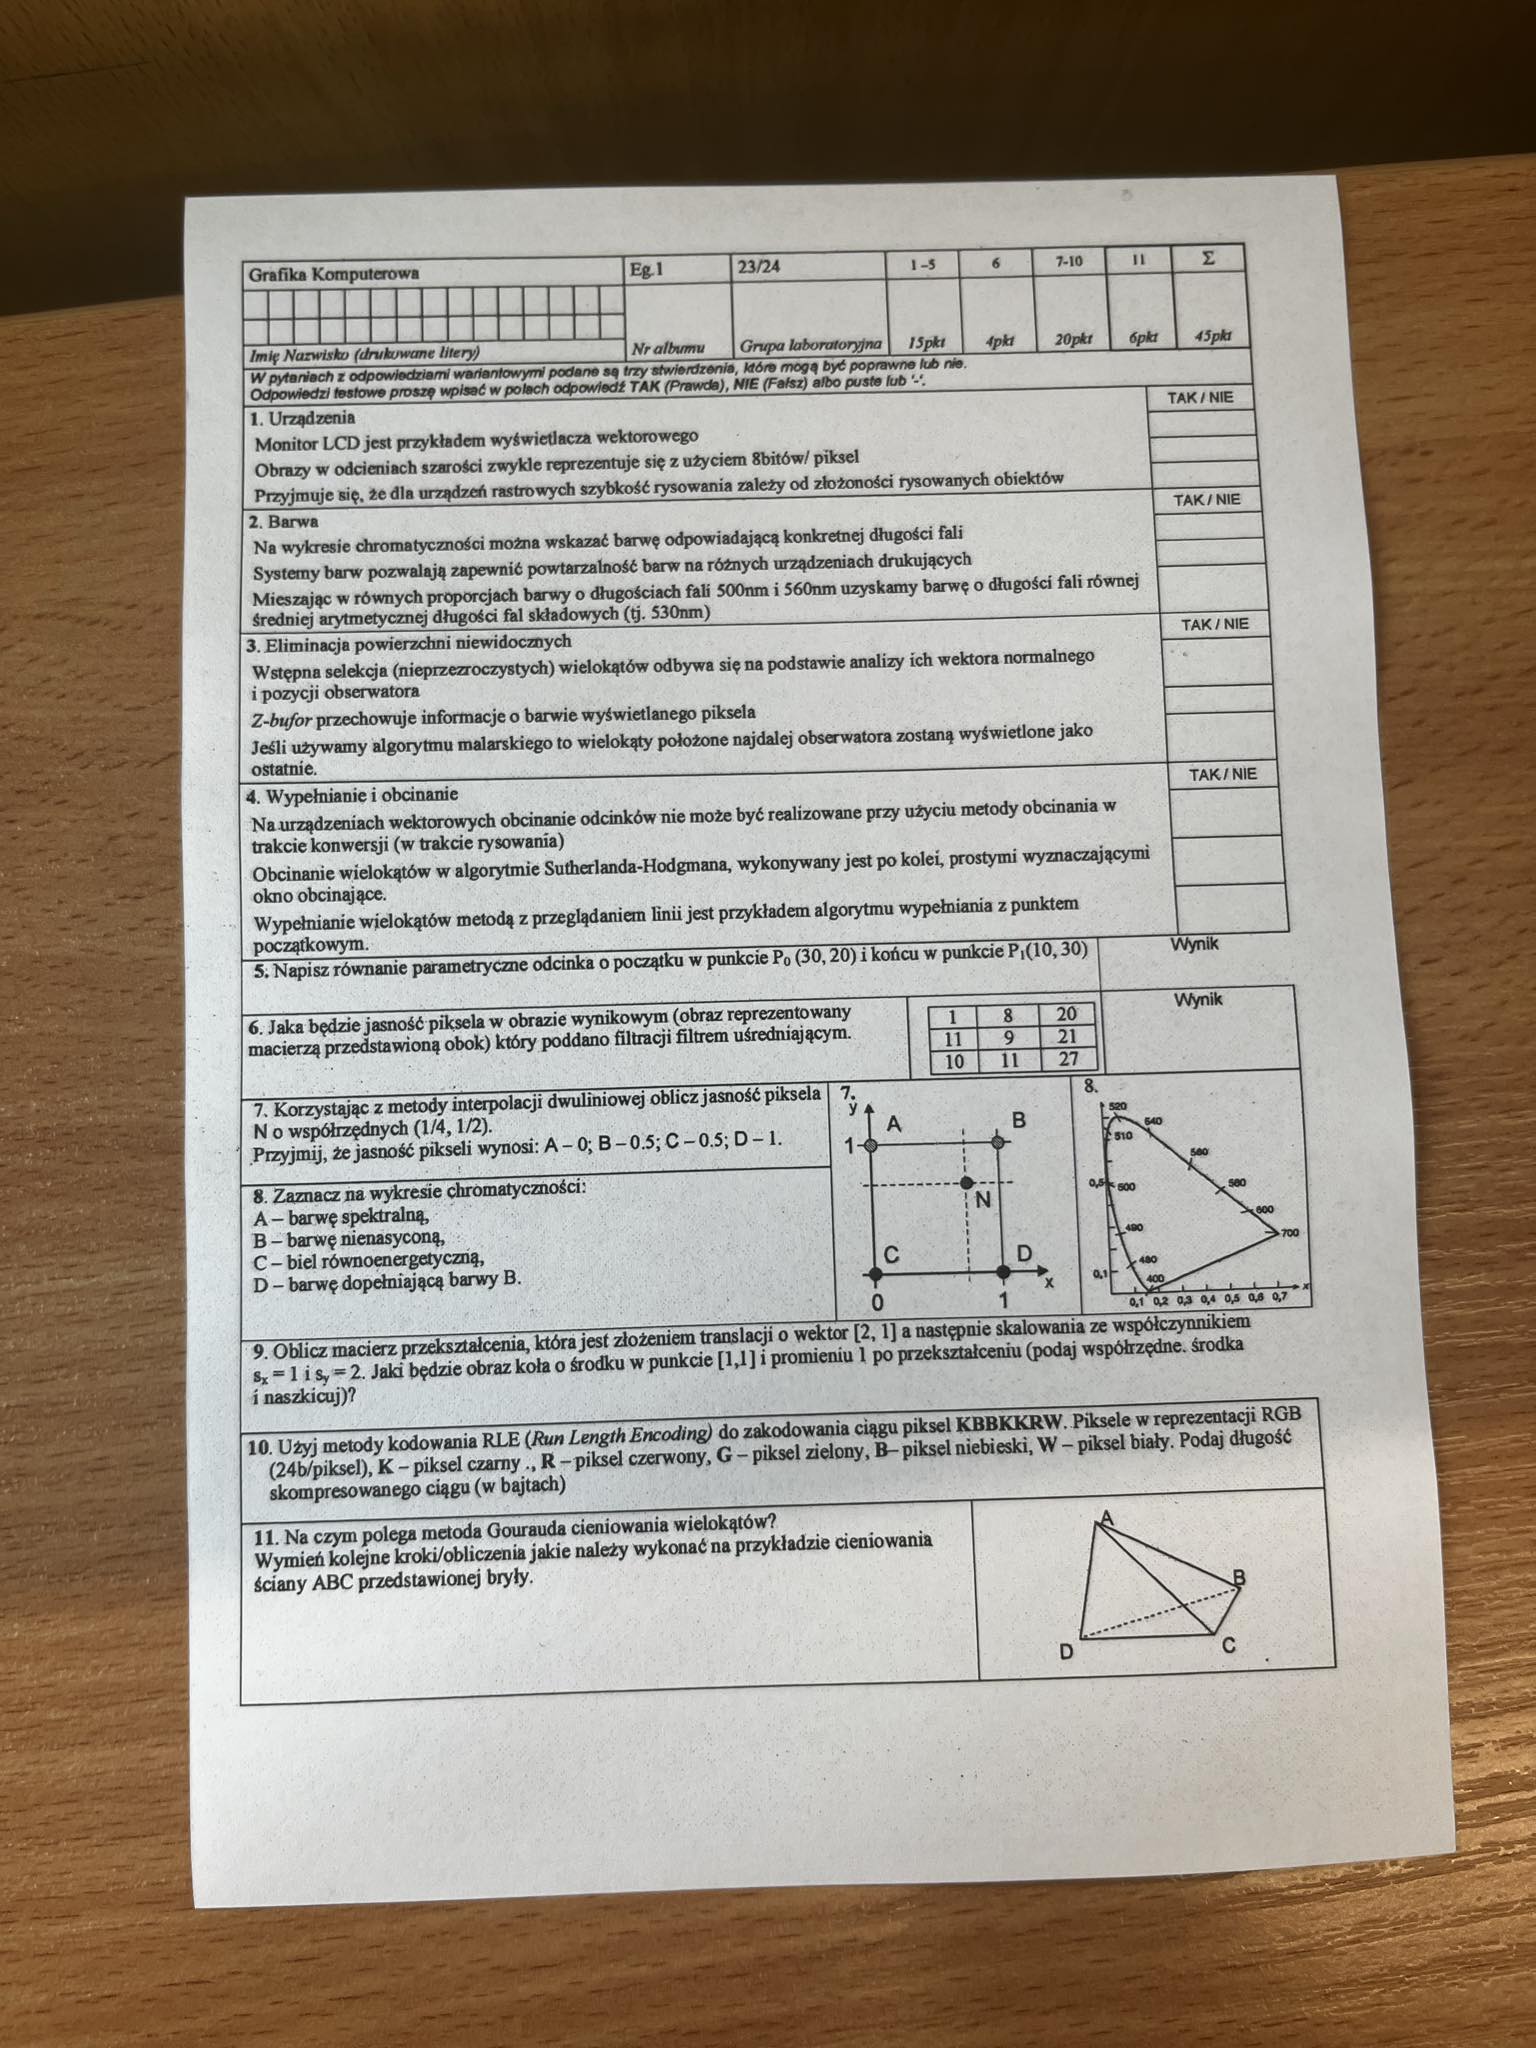 Grafika Komputerowa Eg.1 23/24 1-5 6 7-10 11 Σ
Imię Nazwisko (drukowane litery) Nr albumu Grupa laboratoryjna 15pkt 4pkt 20pkt 6pkt 45pkt
W pytaniach z odpowiedziami wariantowymi podane są trzy stwierdzenia, które mogą być poprawne lub nie.
Odpowiedzi testowe proszę wpisać w polach odpowiedź TAK (Prawda), NIE (Fałsz) albo puste lub '-'.
1. Urządzenia TAK / NIE
Monitor LCD jest przykładem wyświetlacza wektorowego
Obrazy w odcieniach szarości zwykle reprezentuje się z użyciem 8bitów/ piksel
Przyjmuje się, że dla urządzeń rastrowych szybkość rysowania zależy od złożoności rysowanych obiektów
2. Barwa TAK / NIE
Na wykresie chromatyczności można wskazać barwę odpowiadającą konkretnej długości fali
Systemy barw pozwalają zapewnić powtarzalność barw na różnych urządzeniach drukujących
Mieszając w równych proporcjach barwy o długościach fali 500nm i 560nm uzyskamy barwę o długości fali równej
średniej arytmetycznej długości fal składowych (tj. 530nm)
3. Eliminacja powierzchni niewidocznych TAK / NIE
Wstępna selekcja (nieprzezroczystych) wielokątów odbywa się na podstawie analizy ich wektora normalnego
i pozycji obserwatora
Z-bufor przechowuje informacje o barwie wyświetlanego piksela
Jeśli używamy algorytmu malarskiego to wielokąty położone najdalej obserwatora zostaną wyświetlone jako
ostatnie.
4. Wypełnianie i obcinanie TAK / NIE
Na urządzeniach wektorowych obcinanie odcinków nie może być realizowane przy użyciu metody obcinania w
trakcie konwersji (w trakcie rysowania)
Obcinanie wielokątów w algorytmie Sutherlanda-Hodgmana, wykonywany jest po kolei, prostymi wyznaczającymi
okno obcinające.
Wypełnianie wielokątów metodą z przeglądaniem linii jest przykładem algorytmu wypełniania z punktem
początkowym.
5. Napisz równanie parametryczne odcinka o początku w punkcie P₀ (30, 20) i końcu w punkcie P₁(10, 30) Wynik
6. Jaka będzie jasność piksela w obrazie wynikowym (obraz reprezentowany
macierzą przedstawioną obok) który poddano filtracji filtrem uśredniającym.
1 8 20
11 9 21
10 11 27
Wynik
7. Korzystając z metody interpolacji dwuliniowej oblicz jasność piksela
N o współrzędnych (1/4, 1/2).
Przyjmij, że jasność pikseli wynosi: A – 0; B – 0.5; C – 0.5; D – 1.
7.
y
A B
1
N
C D
x
0 1
8. Zaznacz na wykresie chromatyczności:
A – barwę spektralną,
B – barwę nienasyconą,
C – biel równoenergetyczną,
D – barwę dopełniającą barwy B.
8.
520
540
510
560
0,5 500 580
600
490 700
480
0,1 400
x
0,1 0,2 0,3 0,4 0,5 0,6 0,7
9. Oblicz macierz przekształcenia, która jest złożeniem translacji o wektor [2, 1] a następnie skalowania ze współczynnikiem
sₓ = 1 i sᵧ = 2. Jaki będzie obraz koła o środku w punkcie [1,1] i promieniu 1 po przekształceniu (podaj współrzędne. środka
i naszkicuj)?
10. Użyj metody kodowania RLE (Run Length Encoding) do zakodowania ciągu piksel KBBKKRW. Piksele w reprezentacji RGB
(24b/piksel), K – piksel czarny ., R – piksel czerwony, G – piksel zielony, B– piksel niebieski, W – piksel biały. Podaj długość
skompresowanego ciągu (w bajtach)
11. Na czym polega metoda Gourauda cieniowania wielokątów?
Wymień kolejne kroki/obliczenia jakie należy wykonać na przykładzie cieniowania
ściany ABC przedstawionej bryły.
A
B
D C